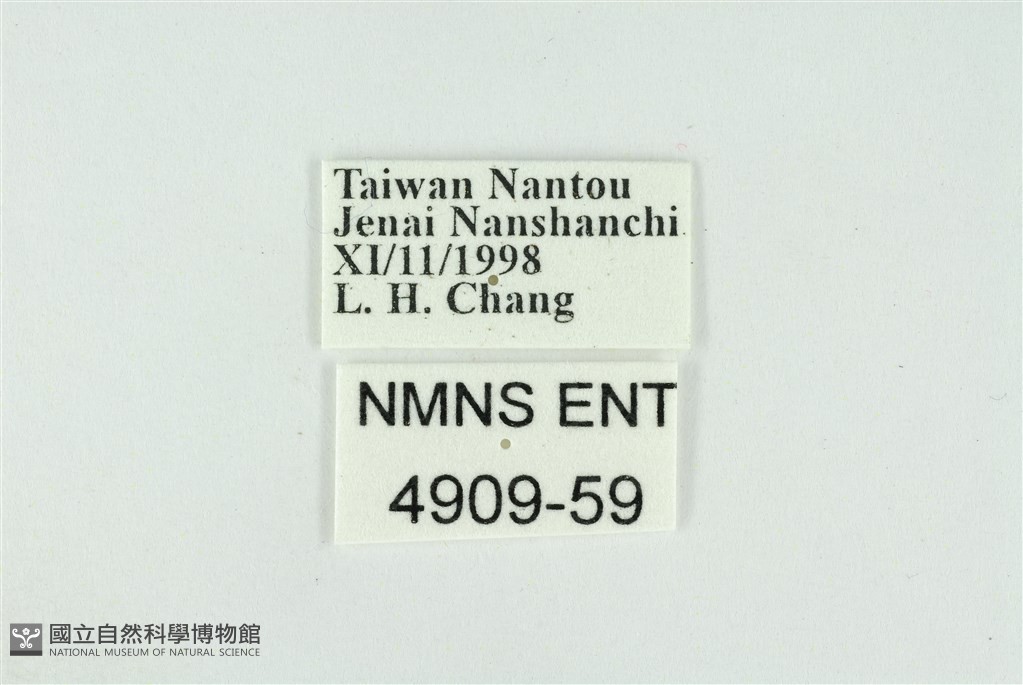 Taiwan Nantou
Jenai Nanshanchi
XI/11/1998
L. H. Chang
NMNS ENT
4909-59
國立自然科學博物館
NATIONAL MUSEUM OF NATURAL SCIENCE